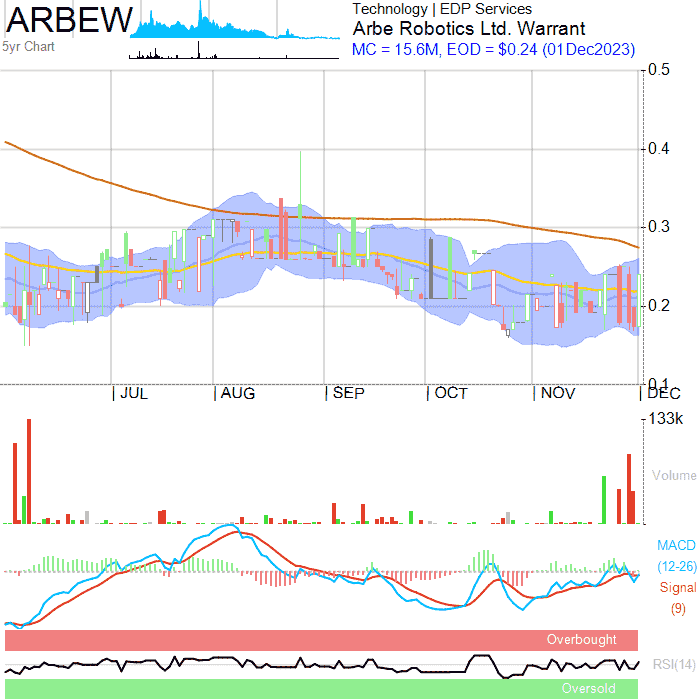 ARBEW
5yr Chart
Technology | EDP Services
Arbe Robotics Ltd. Warrant
MC = 15.6M, EOD = $0.24 (01Dec2023)
0.5
0.4
0.3
0.2
0.1
JUL AUG SEP OCT NOV DEC
133k
Volume
MACD
(12-26)
Signal
(9)
Overbought
RSI(14)
Oversold